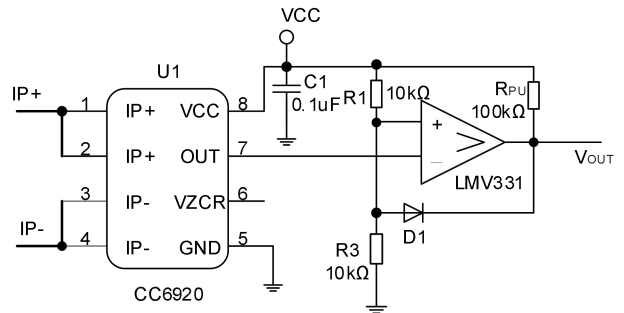 VCC
U1
C1
0.1uF
R1
10kΩ
RPU
100kΩ
IP+
1
IP+
VCC
8
+
2
IP+
OUT
7
−
VOUT
LMV331
3
IP-
VZCR
6
IP-
4
IP-
GND
5
D1
R3
10kΩ
CC6920